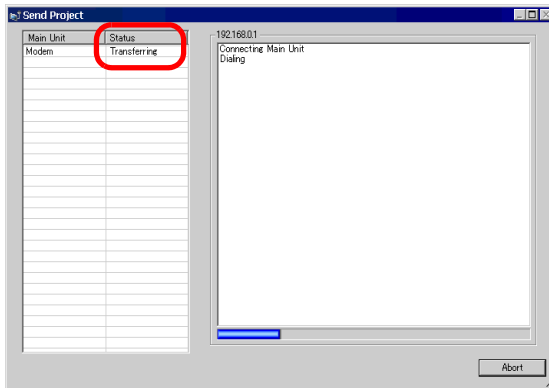 Send Project
Main Unit Status
Modem Transferring
192.168.0.1
Connecting Main Unit
Dialing
Abort